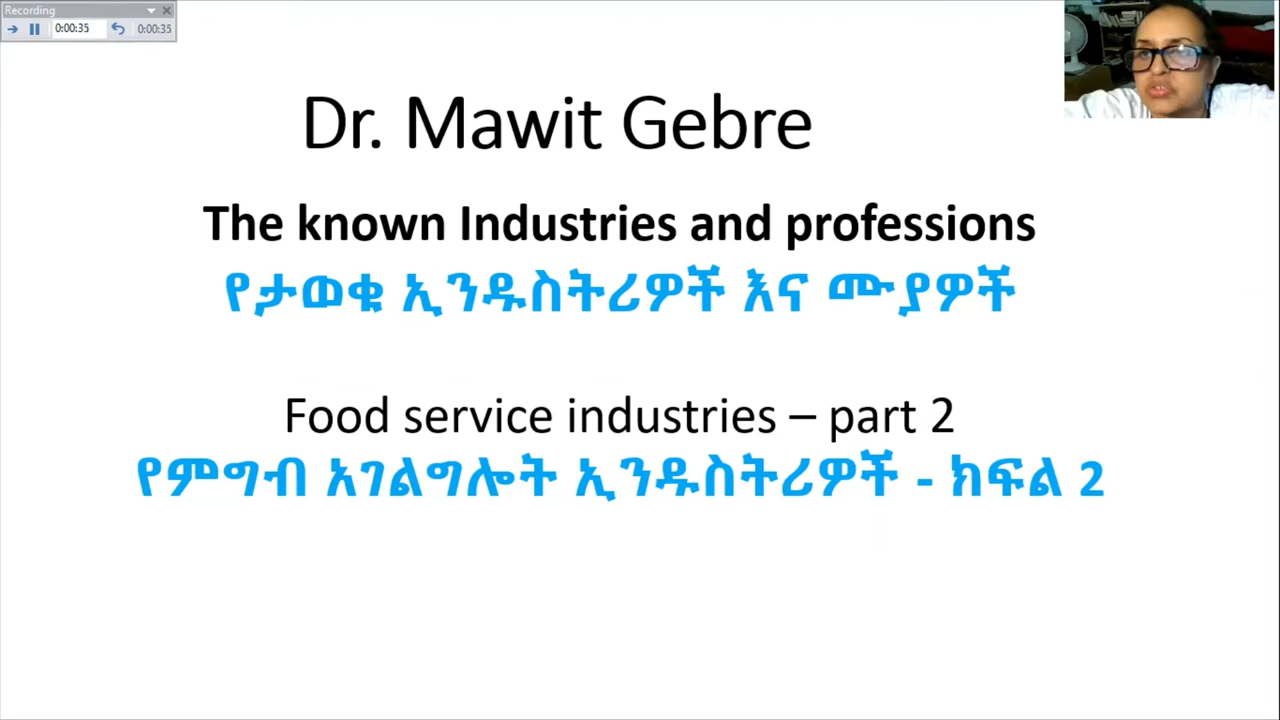 Recording
0:00:35
0:00:35
Dr. Mawit Gebre
The known Industries and professions
የታወቁ ኢንዱስትሪዎች እና ሙያዎች
Food service industries – part 2
የምግብ አገልግሎት ኢንዱስትሪዎች - ክፍል 2